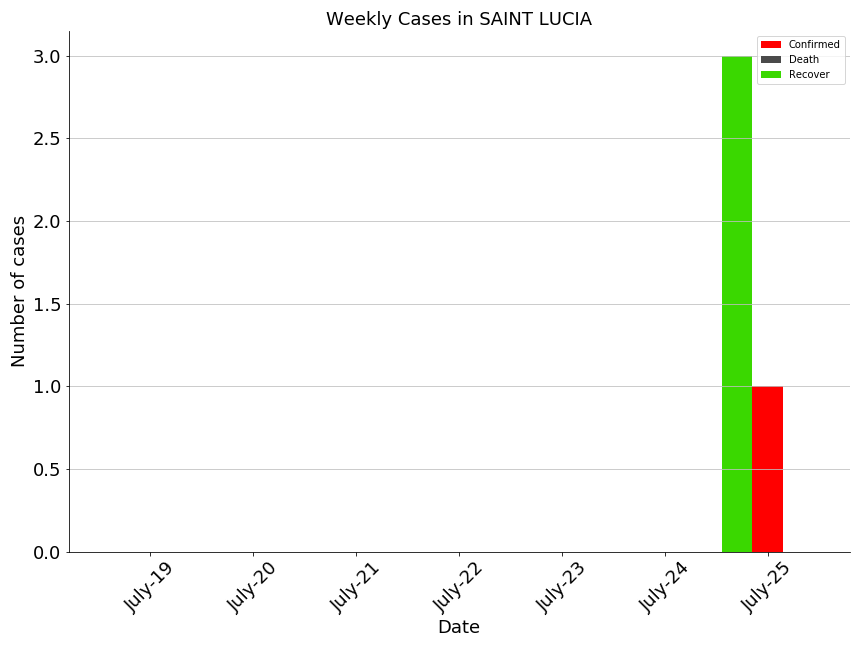 Weekly Cases in SAINT LUCIA
Confirmed
Death
Recover
Number of cases
3.0
2.5
2.0
1.5
1.0
0.5
0.0
July-19
July-20
July-21
July-22
July-23
July-24
July-25
Date